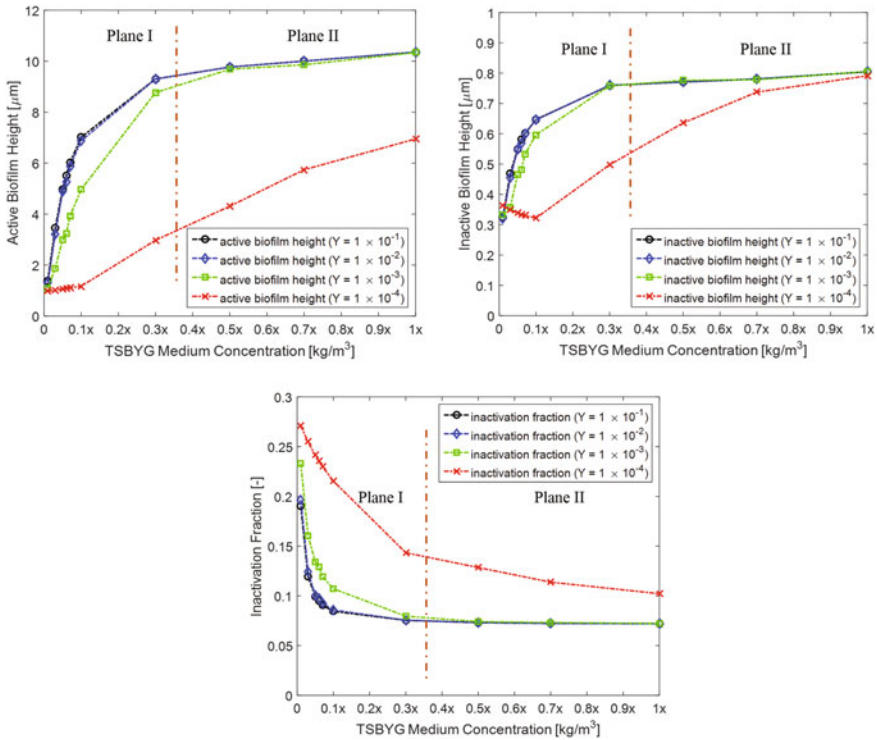 Plane I
Plane II
Active Biofilm Height [μm]
12
10
8
6
4
2
0
active biofilm height (Y = 1 × 10⁻¹)
active biofilm height (Y = 1 × 10⁻²)
active biofilm height (Y = 1 × 10⁻³)
active biofilm height (Y = 1 × 10⁻⁴)
0 0.1x 0.2x 0.3x 0.4x 0.5x 0.6x 0.7x 0.8x 0.9x 1x
TSBYG Medium Concentration [kg/m³]
Plane I
Plane II
Inactive Biofilm Height [μm]
1
0.9
0.8
0.7
0.6
0.5
0.4
0.3
0.2
0.1
0
inactive biofilm height (Y = 1 × 10⁻¹)
inactive biofilm height (Y = 1 × 10⁻²)
inactive biofilm height (Y = 1 × 10⁻³)
inactive biofilm height (Y = 1 × 10⁻⁴)
0 0.1x 0.2x 0.3x 0.4x 0.5x 0.6x 0.7x 0.8x 0.9x 1x
TSBYG Medium Concentration [kg/m³]
Inactivation Fraction [-]
0.3
0.25
0.2
0.15
0.1
0.05
0
inactivation fraction (Y = 1 × 10⁻¹)
inactivation fraction (Y = 1 × 10⁻²)
inactivation fraction (Y = 1 × 10⁻³)
inactivation fraction (Y = 1 × 10⁻⁴)
Plane I
Plane II
0 0.1x 0.2x 0.3x 0.4x 0.5x 0.6x 0.7x 0.8x 0.9x 1x
TSBYG Medium Concentration [kg/m³]